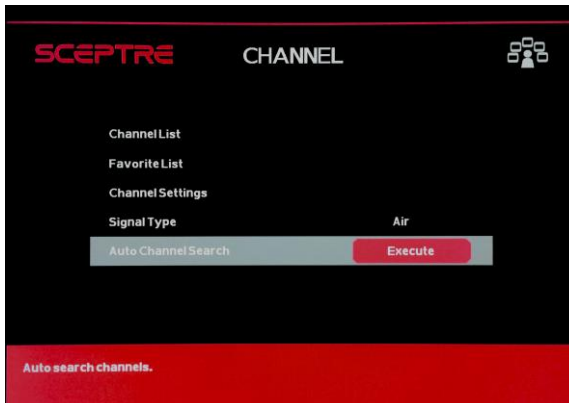 SCEPTRE CHANNEL
Channel List
Favorite List
Channel Settings
Signal Type Air
Auto Channel Search Execute
Auto search channels.